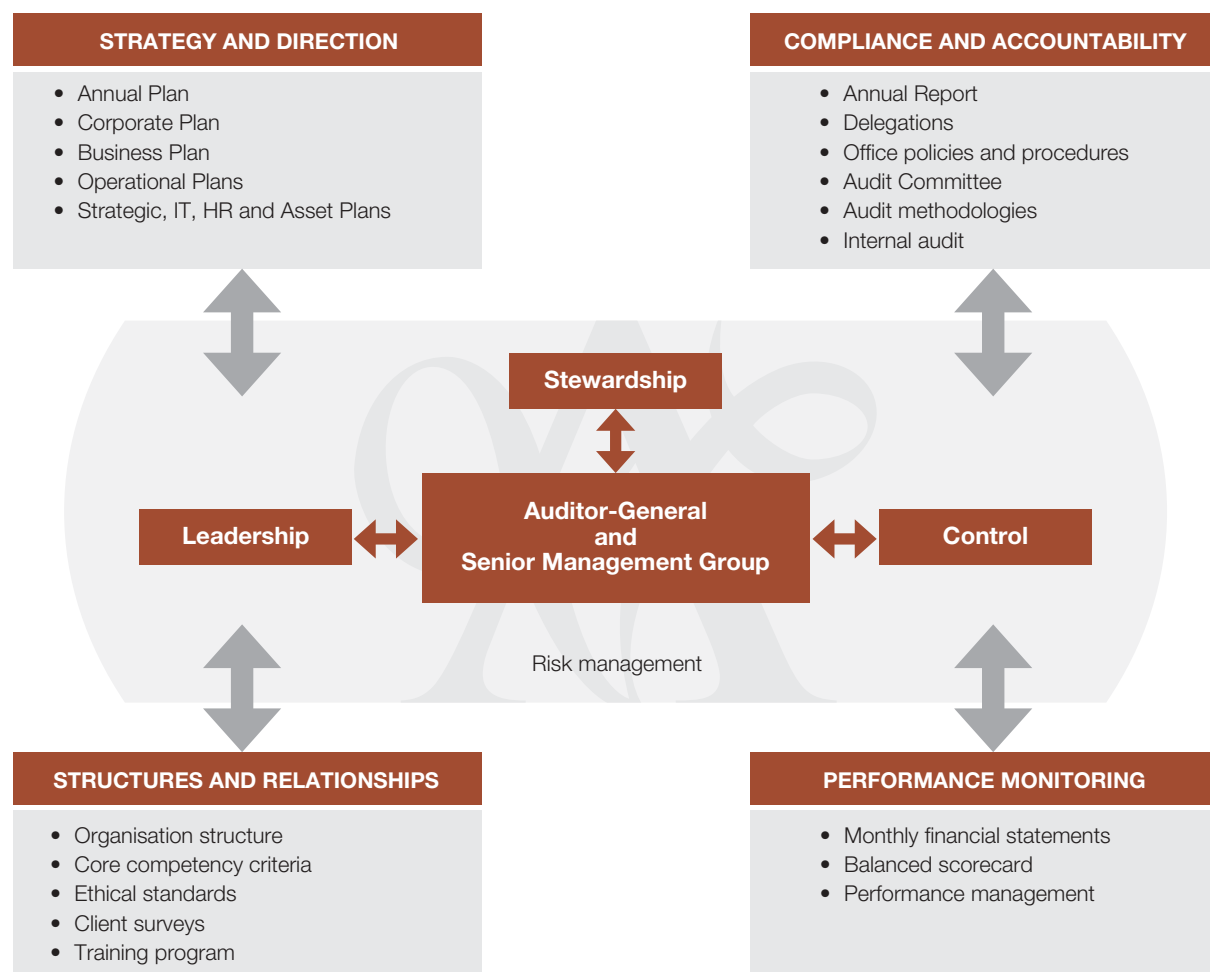 STRATEGY AND DIRECTION
• Annual Plan
• Corporate Plan
• Business Plan
• Operational Plans
• Strategic, IT, HR and Asset Plans
COMPLIANCE AND ACCOUNTABILITY
• Annual Report
• Delegations
• Office policies and procedures
• Audit Committee
• Audit methodologies
• Internal audit
Stewardship
Leadership
Auditor-General
and
Senior Management Group
Control
Risk management
STRUCTURES AND RELATIONSHIPS
• Organisation structure
• Core competency criteria
• Ethical standards
• Client surveys
• Training program
PERFORMANCE MONITORING
• Monthly financial statements
• Balanced scorecard
• Performance management